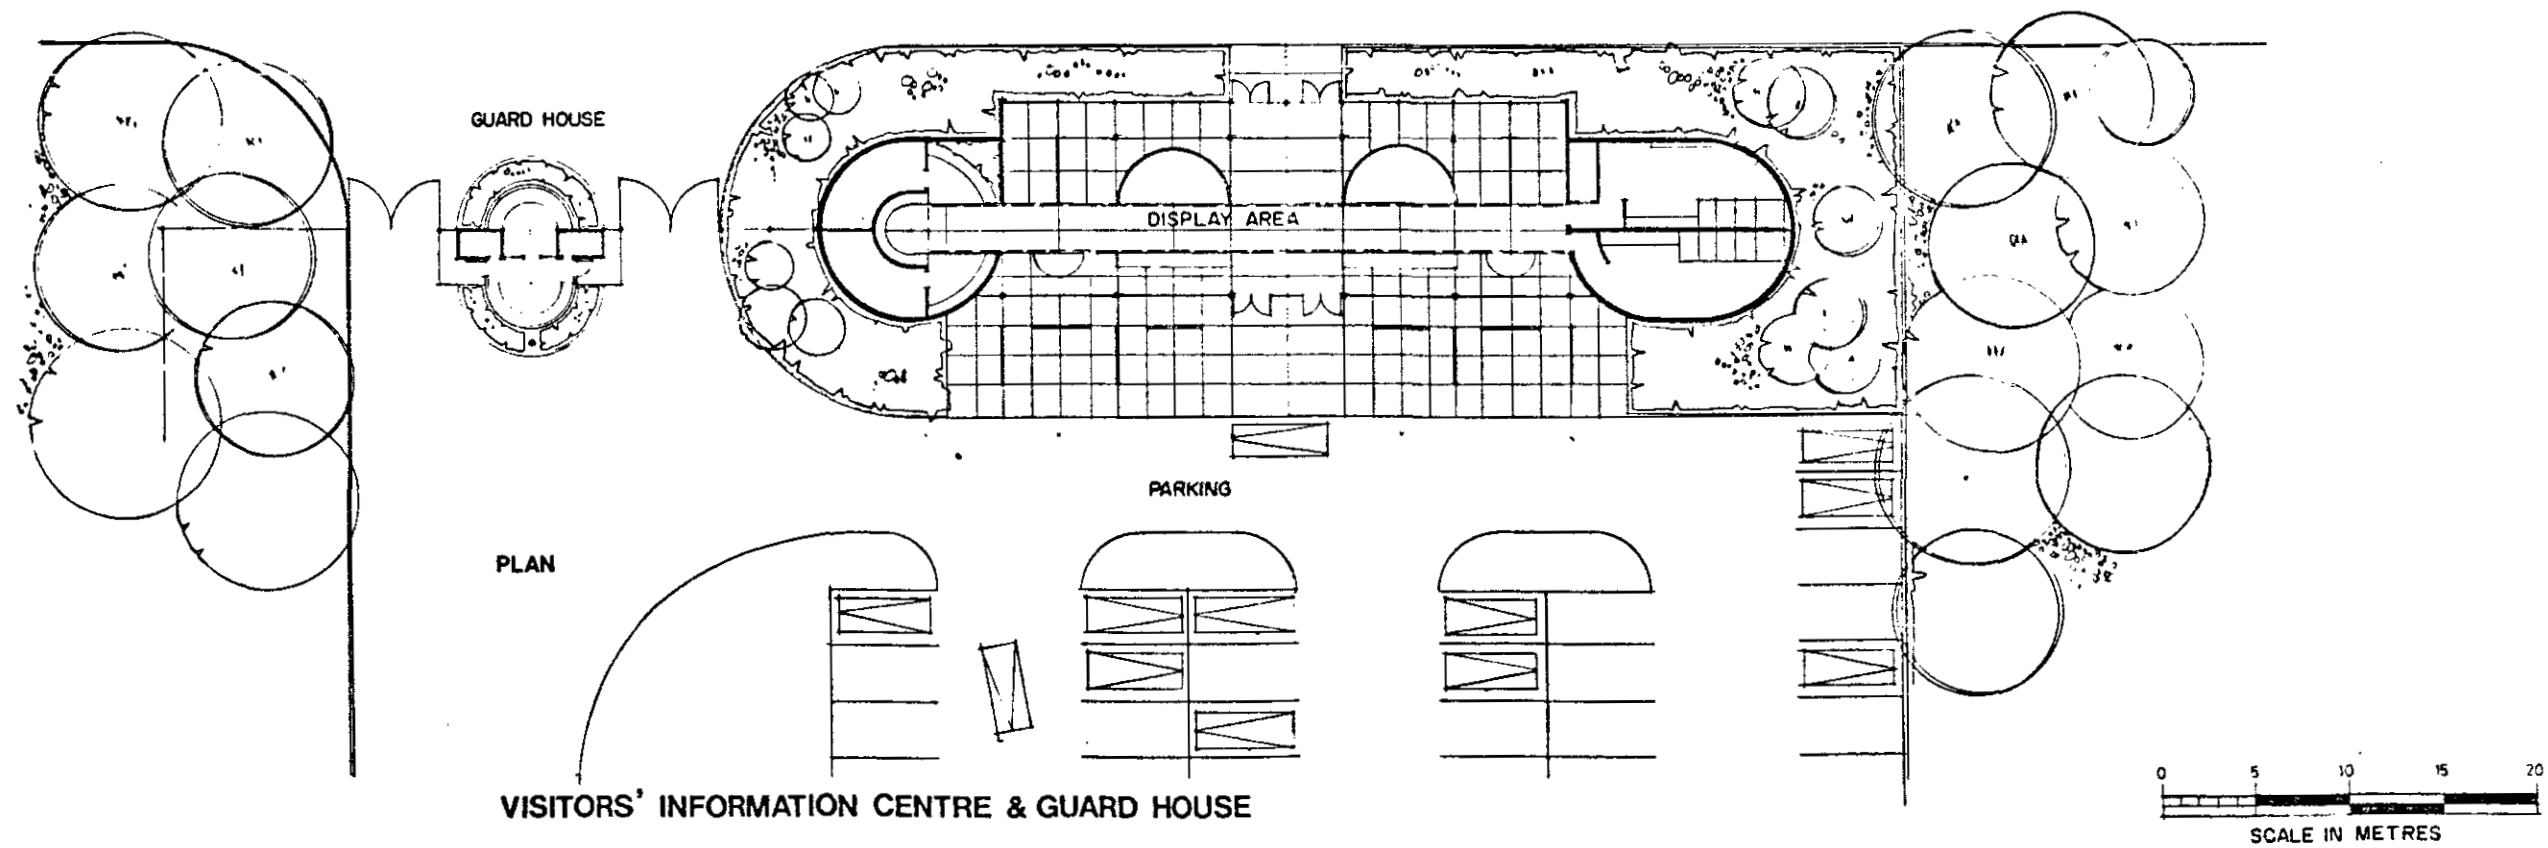 GUARD HOUSE
DISPLAY AREA
PARKING
PLAN
VISITORS' INFORMATION CENTRE & GUARD HOUSE
0 5 10 15 20
SCALE IN METRES